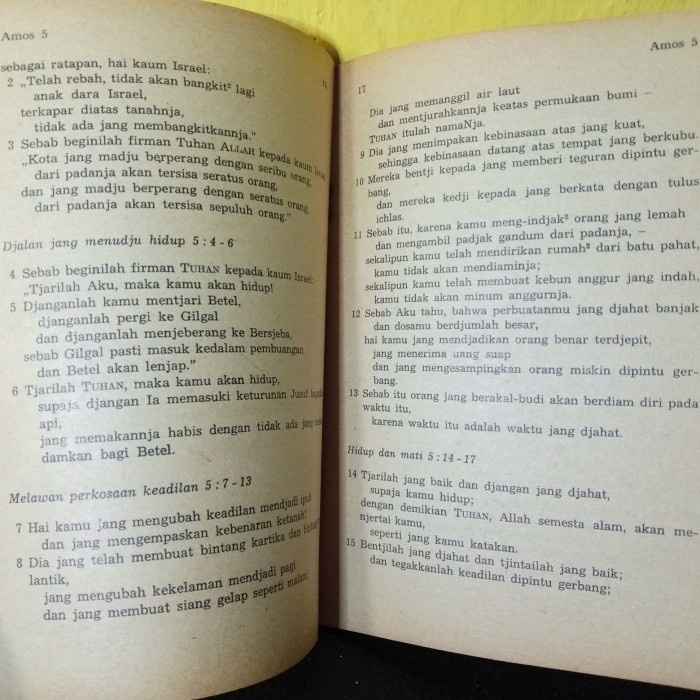 Amos 5
sebagai ratapan, hai kaum Israel:
2 „Telah rebah, tidak akan bangkit² lagi
anak dara Israel,
terkapar diatas tanahnja,
tidak ada jang membangkitkannja."
3 Sebab beginilah firman Tuhan ALLAH kepada kaum Israel
„Kota jang madju berperang dengan seribu orang,
dari padanja akan tersisa seratus orang,
dan jang madju berperang dengan seratus orang,
dari padanja akan tersisa sepuluh orang."
Djalan jang menudju hidup 5 : 4 - 6
4 Sebab beginilah firman TUHAN kepada kaum Israel:
„Tjarilah Aku, maka kamu akan hidup!
5 Djanganlah kamu mentjari Betel,
djanganlah pergi ke Gilgal
dan djanganlah menjeberang ke Bersjeba,
sebab Gilgal pasti masuk kedalam pembuangan
dan Betel akan lenjap."
6 Tjarilah TUHAN, maka kamu akan hidup,
supaja djangan Ia memasuki keturunan Jusuf
api,
jang memakannja habis dengan tidak ada jang
damkan bagi Betel.
Melawan perkosaan keadilan 5 : 7 - 13
7 Hai kamu jang mengubah keadilan mendjadi ipuh
dan jang mengempaskan kebenaran ketanah!
8 Dia jang telah membuat bintang kartika dan
lantik,
jang mengubah kekelaman mendjadi pagi
dan jang membuat siang gelap seperti malam;
17
Amos 5
Dia jang memanggil air laut
dan mentjurahkannja keatas permukaan bumi –
TUHAN itulah namaNja.
9 Dia jang menimpakan kebinasaan atas jang kuat,
sehingga kebinasaan datang atas tempat jang berkubu.
10 Mereka bentji kepada jang memberi teguran dipintu ger-
bang,
dan mereka kedji kepada jang berkata dengan tulus
ichlas.
11 Sebab itu, karena kamu meng-indjak² orang jang lemah
dan mengambil padjak gandum dari padanja, –
sekalipun kamu telah mendirikan rumah² dari batu pahat,
kamu tidak akan mendiaminja;
sekalipun kamu telah membuat kebun anggur jang indah,
kamu tidak akan minum anggurnja.
12 Sebab Aku tahu, bahwa perbuatanmu jang djahat banjak
dan dosamu berdjumlah besar,
hai kamu jang mendjadikan orang benar terdjepit,
jang menerima uang suap
dan jang mengesampingkan orang miskin dipintu ger-
bang.
13 Sebab itu orang jang berakal-budi akan berdiam diri pada
waktu itu,
karena waktu itu adalah waktu jang djahat.
Hidup dan mati 5 : 14 - 17
14 Tjarilah jang baik dan djangan jang djahat,
supaja kamu hidup;
dengan demikian TUHAN, Allah semesta alam, akan me-
njertai kamu,
seperti jang kamu katakan.
15 Bentjilah jang djahat dan tjintailah jang baik;
dan tegakkanlah keadilan dipintu gerbang;